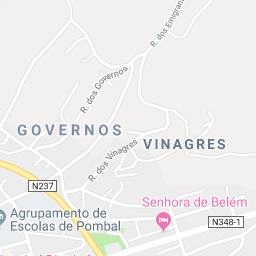 R. dos Emigran
R. dos Governos
GOVERNOS
VINAGRES
R. dos Vinagres
N237
Senhora de Belém
Agrupamento de
Escolas de Pombal
N348-1